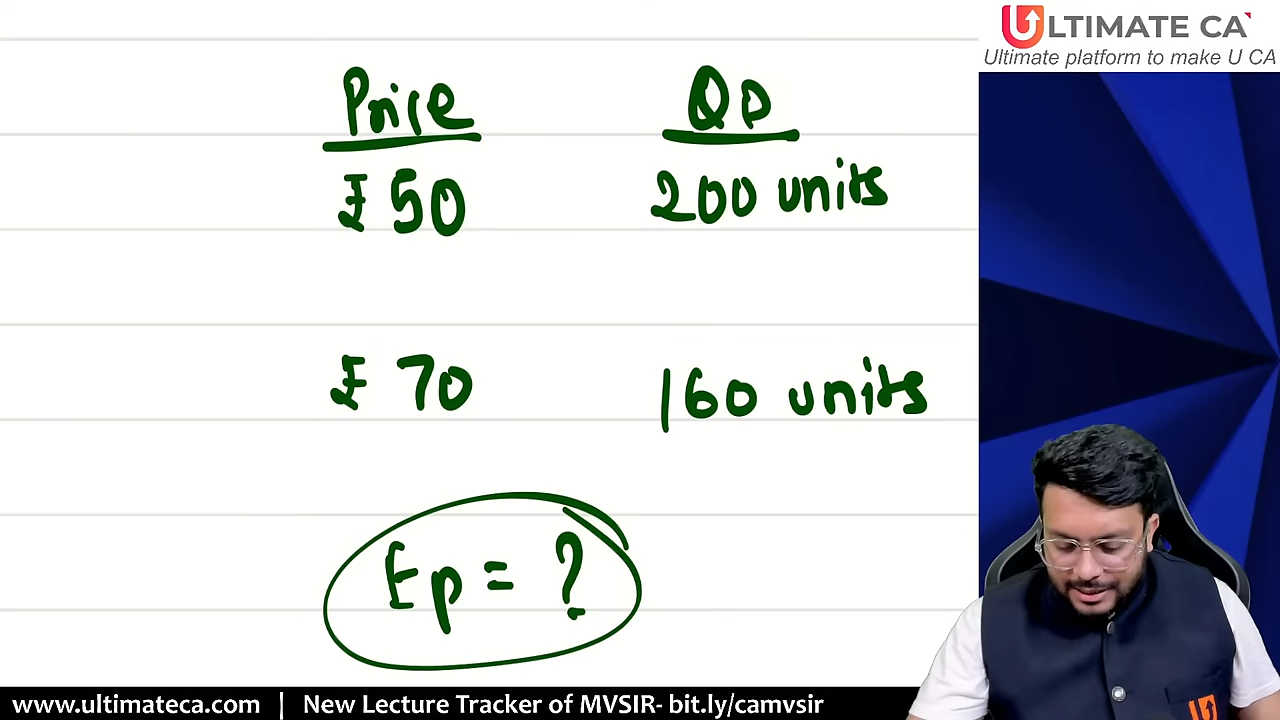 ULTIMATE CA
Ultimate platform to make U CA
Price QD
₹50 200 units
₹ 70 160 units
Ep = ?
www.ultimateca.com | New Lecture Tracker of MVSIR- bit.ly/camvsir